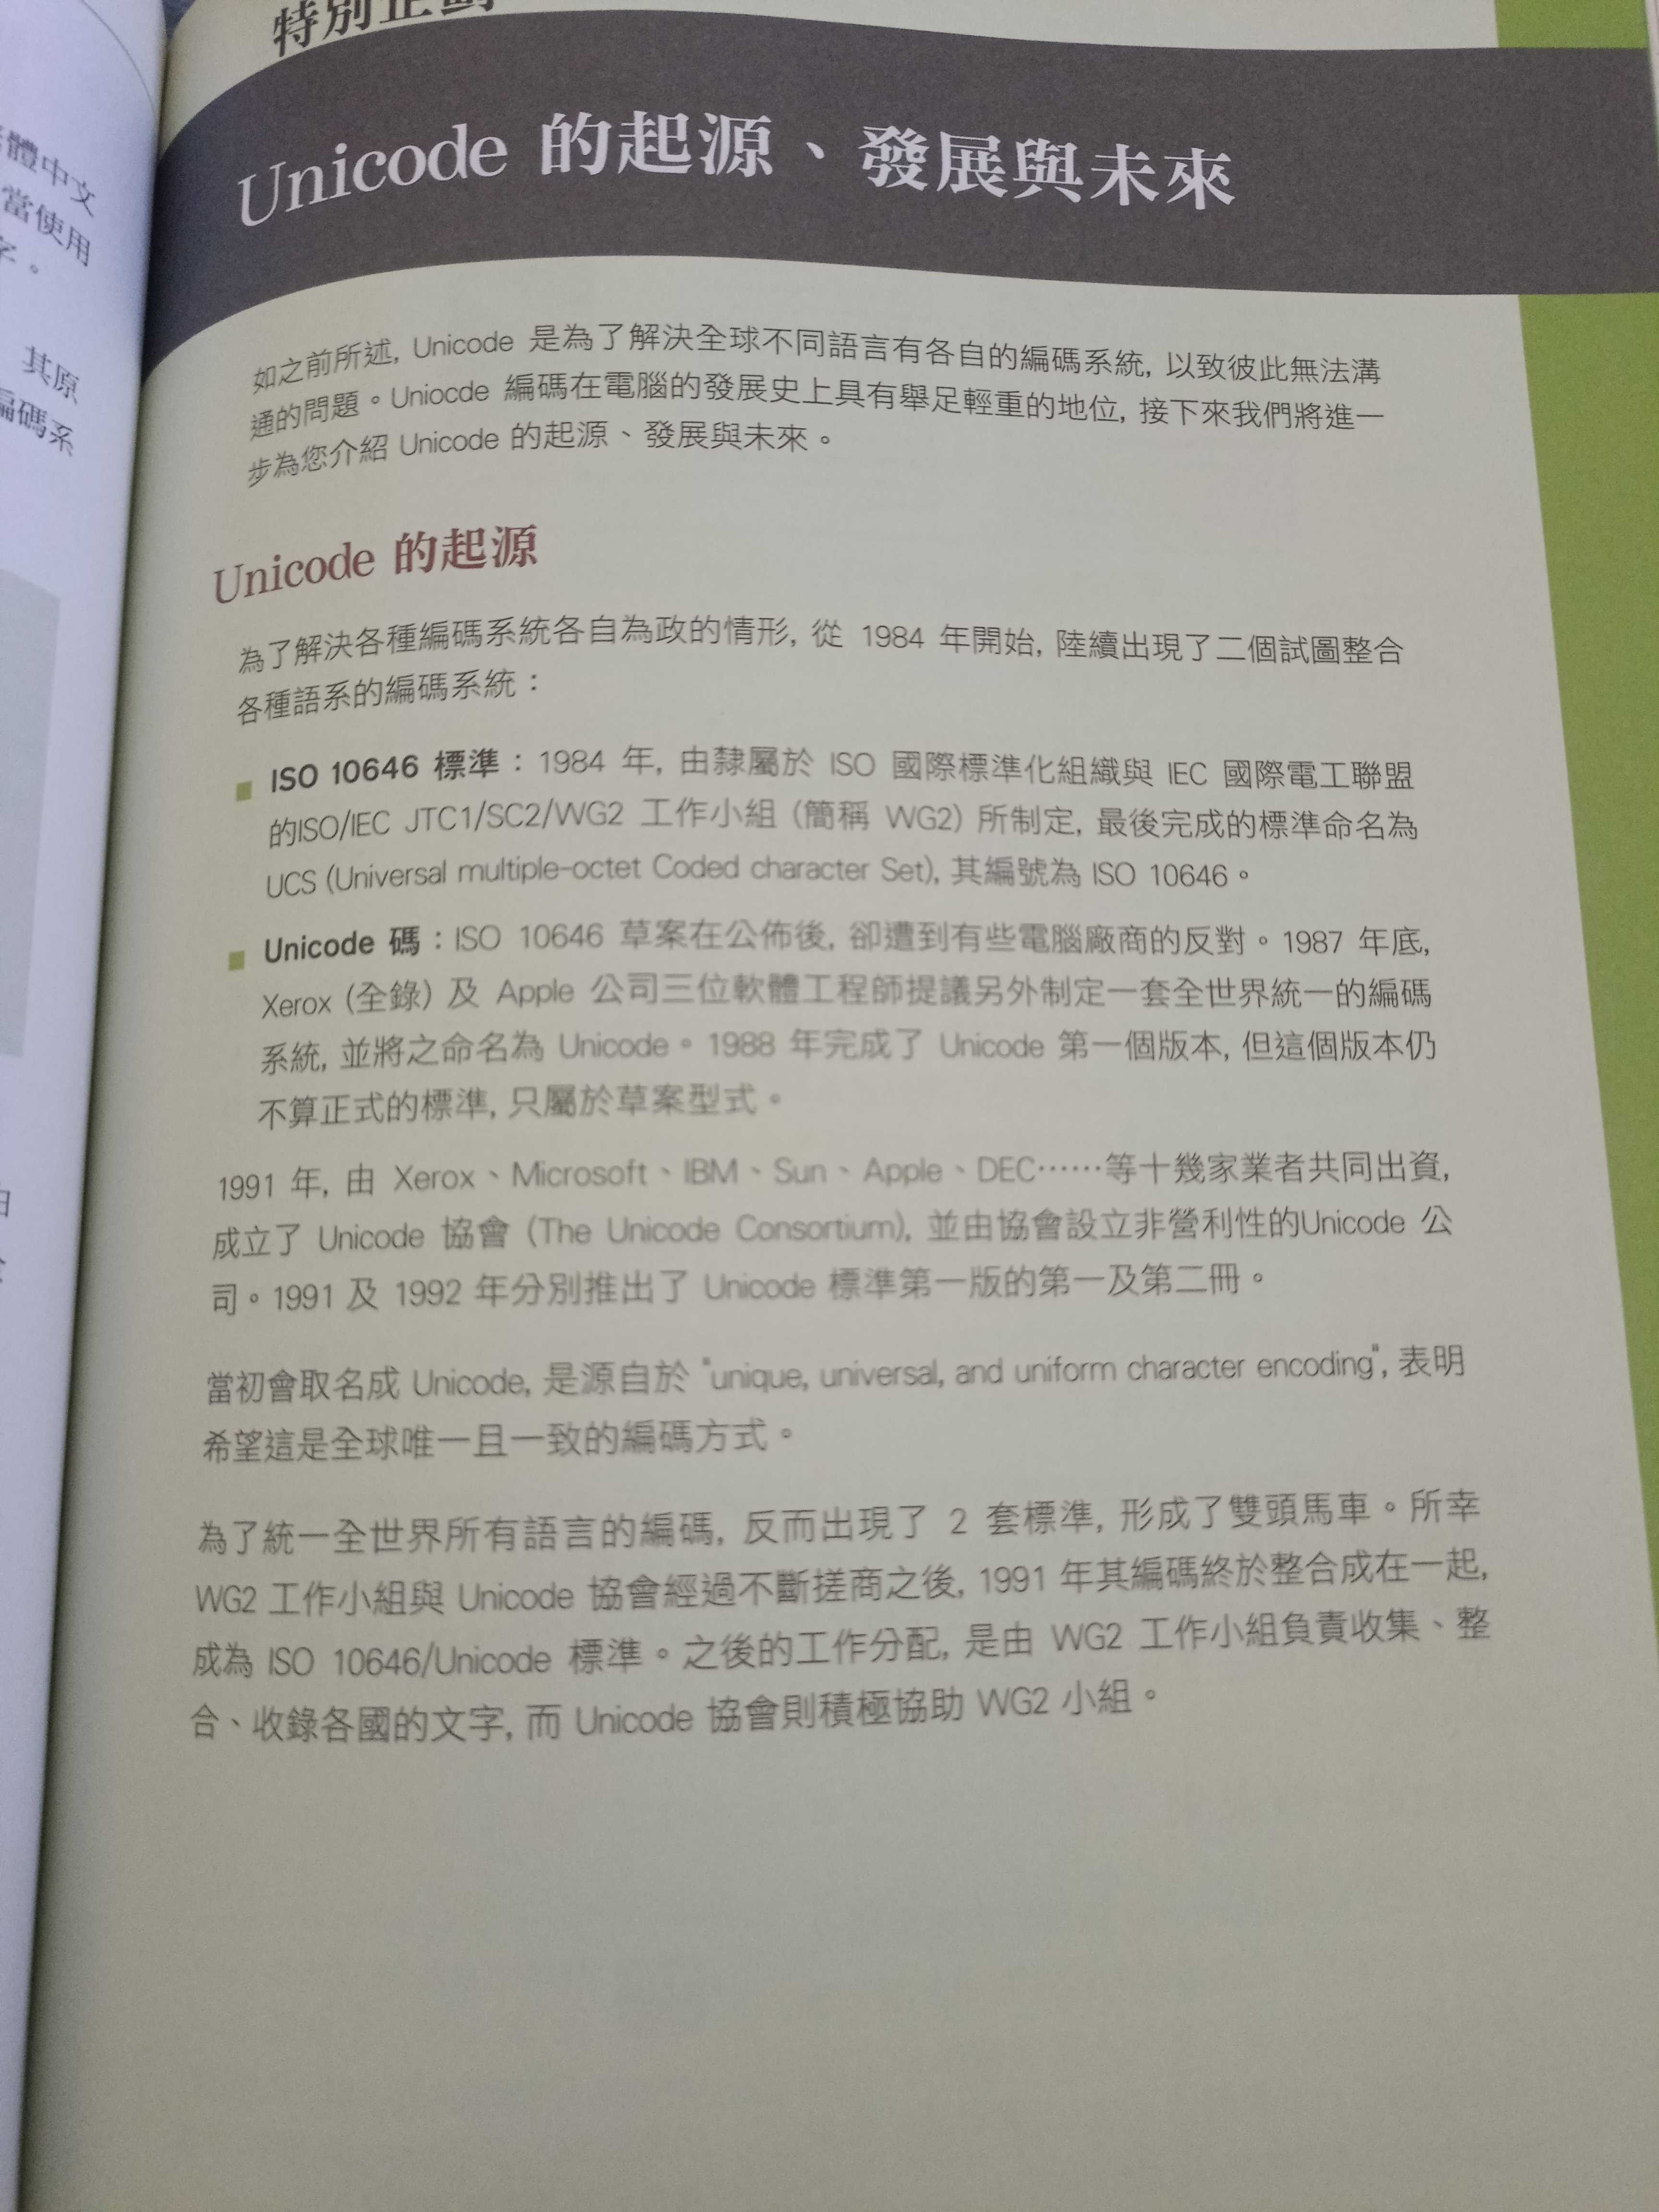 體中文
當使用
字。
其原
編碼系
特別企劃
Unicode 的起源、發展與未來
如之前所述, Unicode 是為了解決全球不同語言有各自的編碼系統, 以致彼此無法溝
通的問題。Uniocde 編碼在電腦的發展史上具有舉足輕重的地位, 接下來我們將進一
步為您介紹 Unicode 的起源、發展與未來。
Unicode 的起源
為了解決各種編碼系統各自為政的情形, 從 1984 年開始, 陸續出現了二個試圖整合
各種語系的編碼系統：
■ ISO 10646 標準：1984 年, 由隸屬於 ISO 國際標準化組織與 IEC 國際電工聯盟
的ISO/IEC JTC1/SC2/WG2 工作小組 (簡稱 WG2) 所制定, 最後完成的標準命名為
UCS (Universal multiple-octet Coded character Set), 其編號為 ISO 10646。
■ Unicode 碼：ISO 10646 草案在公佈後, 卻遭到有些電腦廠商的反對。1987 年底,
Xerox (全錄) 及 Apple 公司三位軟體工程師提議另外制定一套全世界統一的編碼
系統, 並將之命名為 Unicode。1988 年完成了 Unicode 第一個版本, 但這個版本仍
不算正式的標準, 只屬於草案型式。
1991 年, 由 Xerox、Microsoft、IBM、Sun、Apple、DEC……等十幾家業者共同出資,
成立了 Unicode 協會 (The Unicode Consortium), 並由協會設立非營利性的Unicode 公
司。1991 及 1992 年分別推出了 Unicode 標準第一版的第一及第二冊。
當初會取名成 Unicode, 是源自於 "unique, universal, and uniform character encoding", 表明
希望這是全球唯一且一致的編碼方式。
為了統一全世界所有語言的編碼, 反而出現了 2 套標準, 形成了雙頭馬車。所幸
WG2 工作小組與 Unicode 協會經過不斷搓商之後, 1991 年其編碼終於整合成在一起,
成為 ISO 10646/Unicode 標準。之後的工作分配, 是由 WG2 工作小組負責收集、整
合、收錄各國的文字, 而 Unicode 協會則積極協助 WG2 小組。